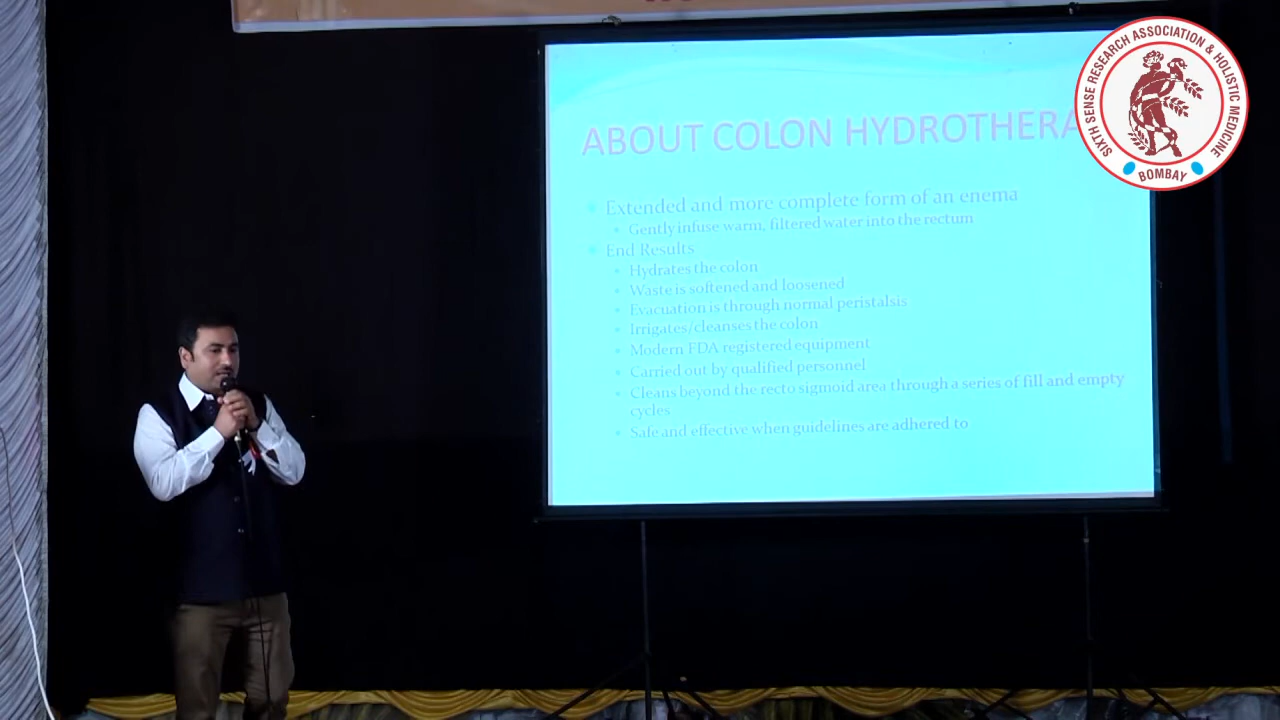 ABOUT COLON HYDROTHERA
Extended and more complete form of an enema
Gently infuse warm, filtered water into the rectum
End Results
Hydrates the colon
Waste is softened and loosened
Evacuation is through normal peristalsis
Irrigates/cleanses the colon
Modern FDA registered equipment
Carried out by qualified personnel
Cleans beyond the recto sigmoid area through a series of fill and empty
cycles
Safe and effective when guidelines are adhered to
SIXTH SENSE RESEARCH ASSOCIATION & HOLISTIC MEDICINE
BOMBAY